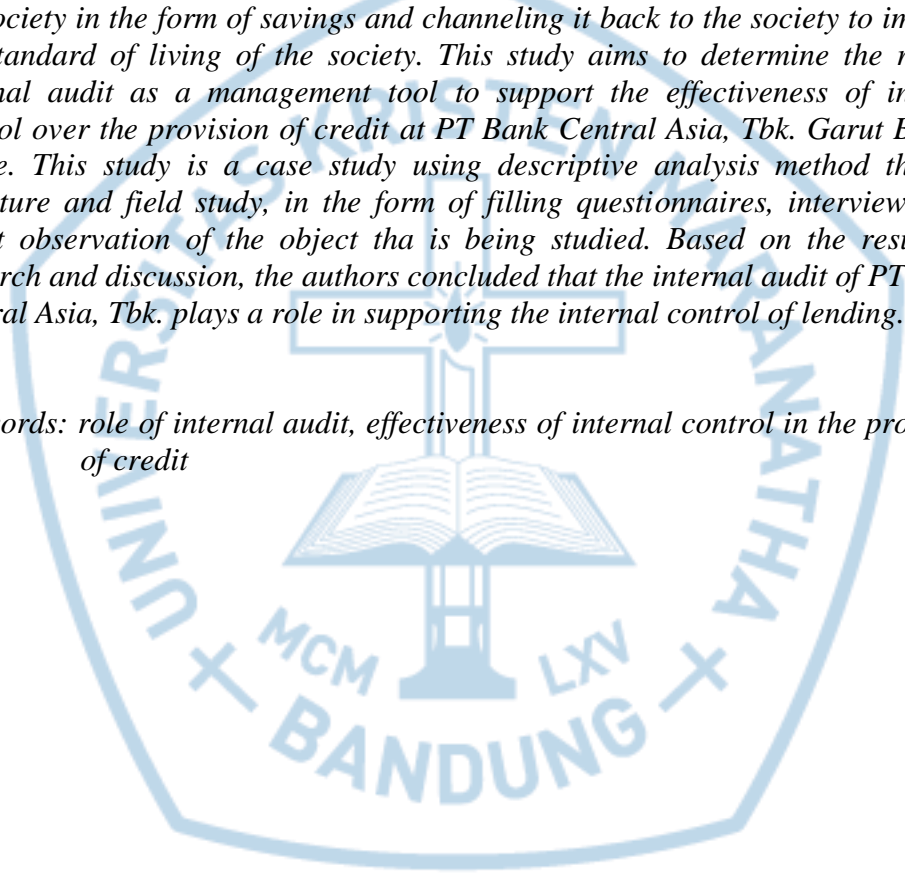 ociety in the form of savings and channeling it back to the society to im
tandard of living of the society. This study aims to determine the r
nal audit as a management tool to support the effectiveness of in
ol over the provision of credit at PT Bank Central Asia, Tbk. Garut B
e. This study is a case study using descriptive analysis method th
ture and field study, in the form of filling questionnaires, interview
t observation of the object tha is being studied. Based on the resu
rch and discussion, the authors concluded that the internal audit of PT
ral Asia, Tbk. plays a role in supporting the internal control of lending.
ords: role of internal audit, effectiveness of internal control in the pro
of credit
UNIVERSITAS KRISTEN MARANATHA
MCM LXV
BANDUNG